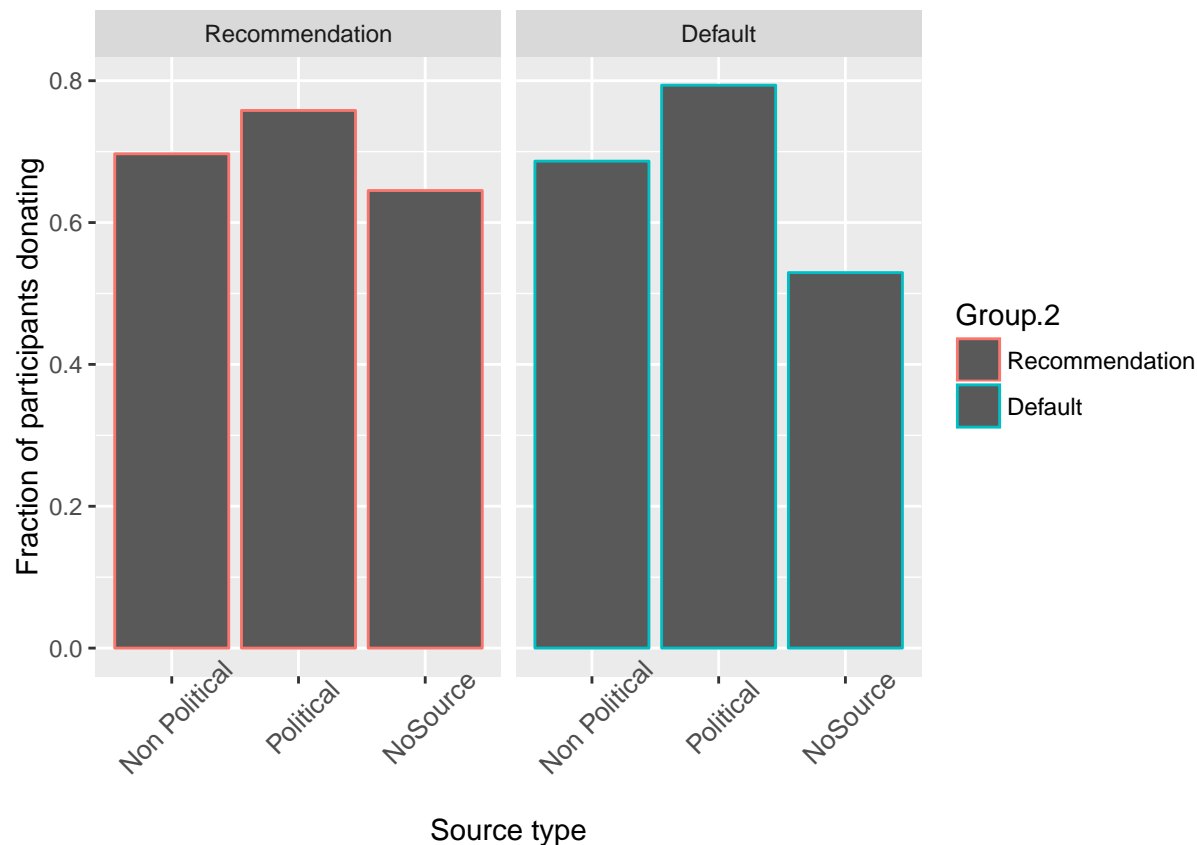 Recommendation
Default
Fraction of participants donating
0.8
0.6
0.4
0.2
0.0
Non Political
Political
NoSource
Non Political
Political
NoSource
Source type
Group.2
Recommendation
Default